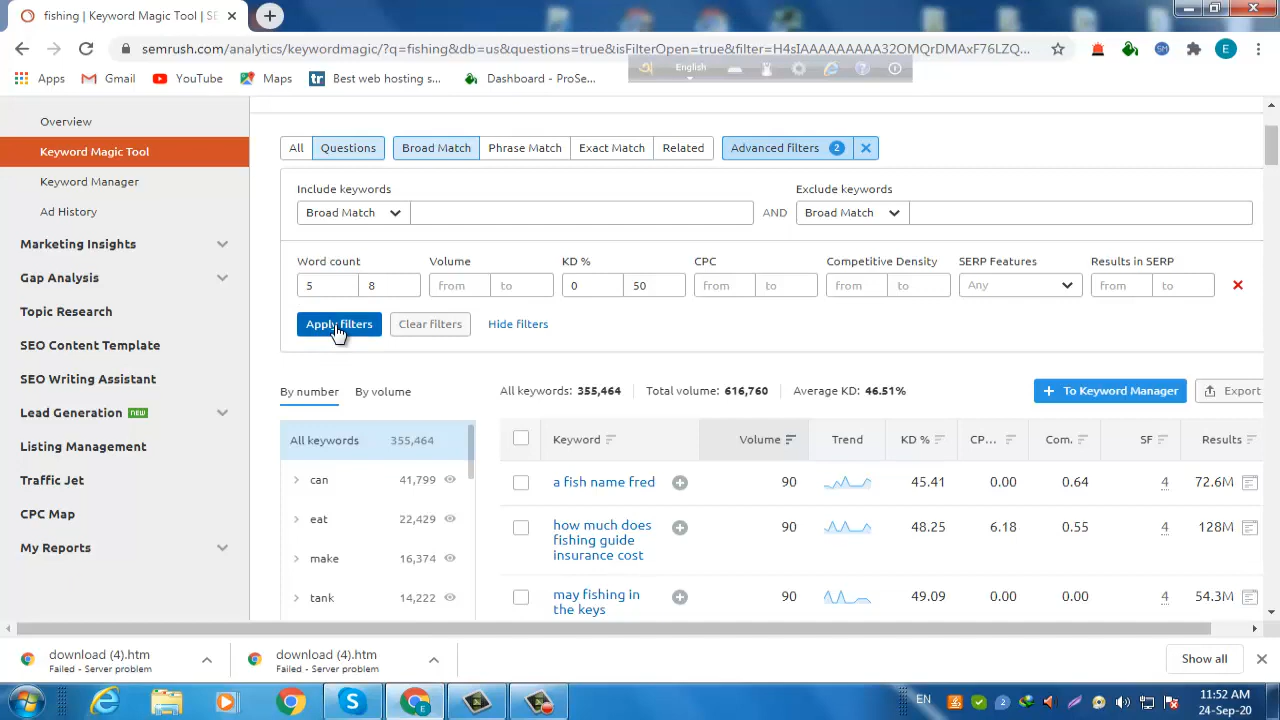 fishing | Keyword Magic Tool | SE
semrush.com/analytics/keywordmagic/?q=fishing&db=us&questions=true&isFilterOpen=true&filter=H4sIAAAAAAAA32OMQrDMAxF76LZQ...
SM
E
Apps
Gmail
YouTube
Maps
tr
Best web hosting s...
Dashboard - ProSe...
English
Overview
Keyword Magic Tool
Keyword Manager
Ad History
Marketing Insights
Gap Analysis
Topic Research
SEO Content Template
SEO Writing Assistant
Lead Generation NEW
Listing Management
Traffic Jet
CPC Map
My Reports
All Questions Broad Match Phrase Match Exact Match Related Advanced filters 2
Include keywords Exclude keywords
Broad Match AND Broad Match
Word count Volume KD % CPC Competitive Density SERP Features Results in SERP
5 8 from to 0 50 from to from to Any from to
Apply filters Clear filters Hide filters
By number By volume All keywords: 355,464 Total volume: 616,760 Average KD: 46.51% + To Keyword Manager Export
All keywords 355,464
can 41,799
eat 22,429
make 16,374
tank 14,222
Keyword Volume Trend KD % CP... Com. SF Results
a fish name fred 90 45.41 0.00 0.64 4 72.6M
how much does
fishing guide
insurance cost
90 48.25 6.18 0.55 4 128M
may fishing in
the keys
90 49.09 0.00 0.00 4 54.3M
download (4).htm
Failed - Server problem
download (4).htm
Failed - Server problem
Show all
EN
11:52 AM
24-Sep-20